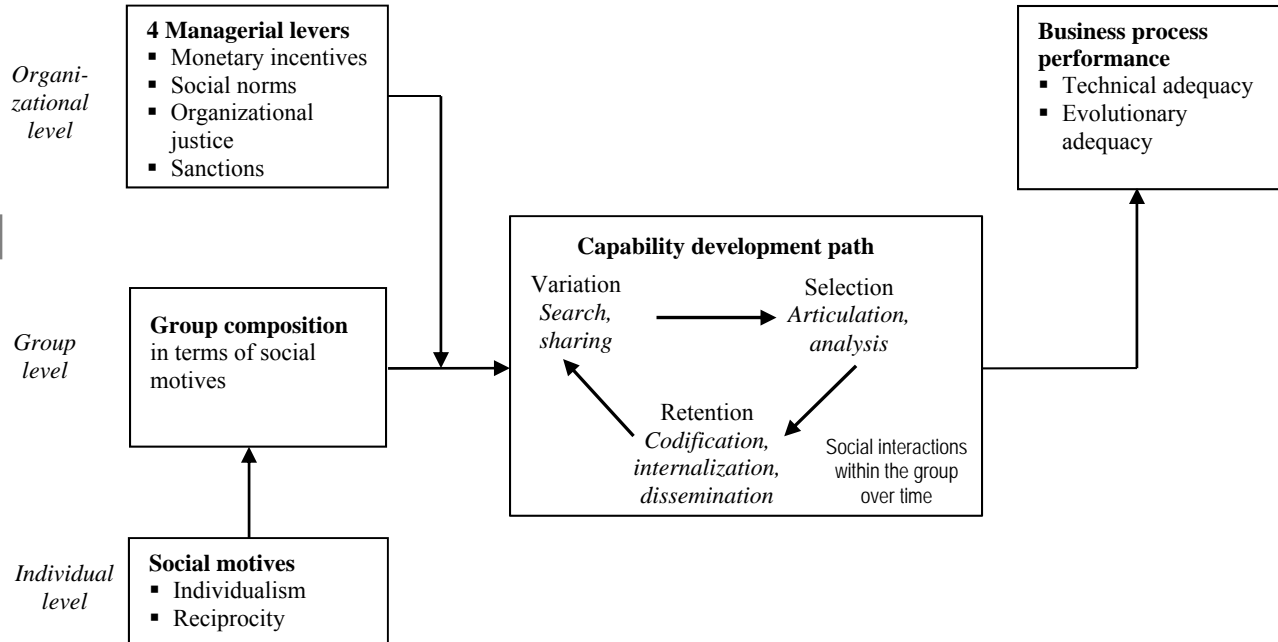 Organi-
zational
level
4 Managerial levers
▪ Monetary incentives
▪ Social norms
▪ Organizational
justice
▪ Sanctions
Business process
performance
▪ Technical adequacy
▪ Evolutionary
adequacy
Group
level
Group composition
in terms of social
motives
Capability development path
Variation
Search,
sharing
Selection
Articulation,
analysis
Retention
Codification,
internalization,
dissemination
Social interactions
within the group
over time
Individual
level
Social motives
▪ Individualism
▪ Reciprocity